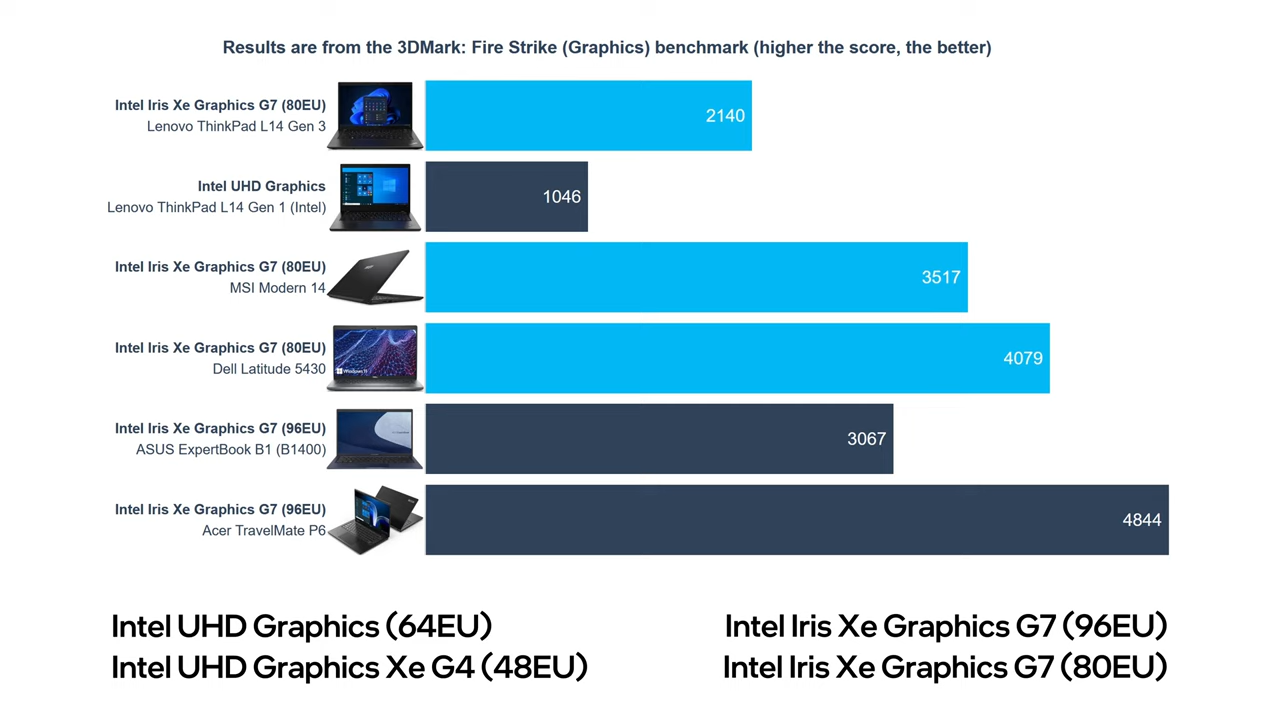 Results are from the 3DMark: Fire Strike (Graphics) benchmark (higher the score, the better)
Intel Iris Xe Graphics G7 (80EU)
Lenovo ThinkPad L14 Gen 3
2140
Intel UHD Graphics
Lenovo ThinkPad L14 Gen 1 (Intel)
1046
Intel Iris Xe Graphics G7 (80EU)
MSI Modern 14
3517
Intel Iris Xe Graphics G7 (80EU)
Dell Latitude 5430
Windows 11
4079
Intel Iris Xe Graphics G7 (96EU)
ASUS ExpertBook B1 (B1400)
3067
Intel Iris Xe Graphics G7 (96EU)
Acer TravelMate P6
4844
Intel UHD Graphics (64EU)
Intel UHD Graphics Xe G4 (48EU)
Intel Iris Xe Graphics G7 (96EU)
Intel Iris Xe Graphics G7 (80EU)